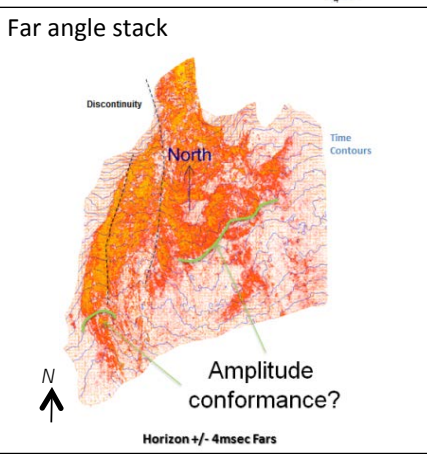 Far angle stack
Discontinuity
Time
Contours
North
Amplitude
conformance?
N
Horizon +/- 4msec Fars